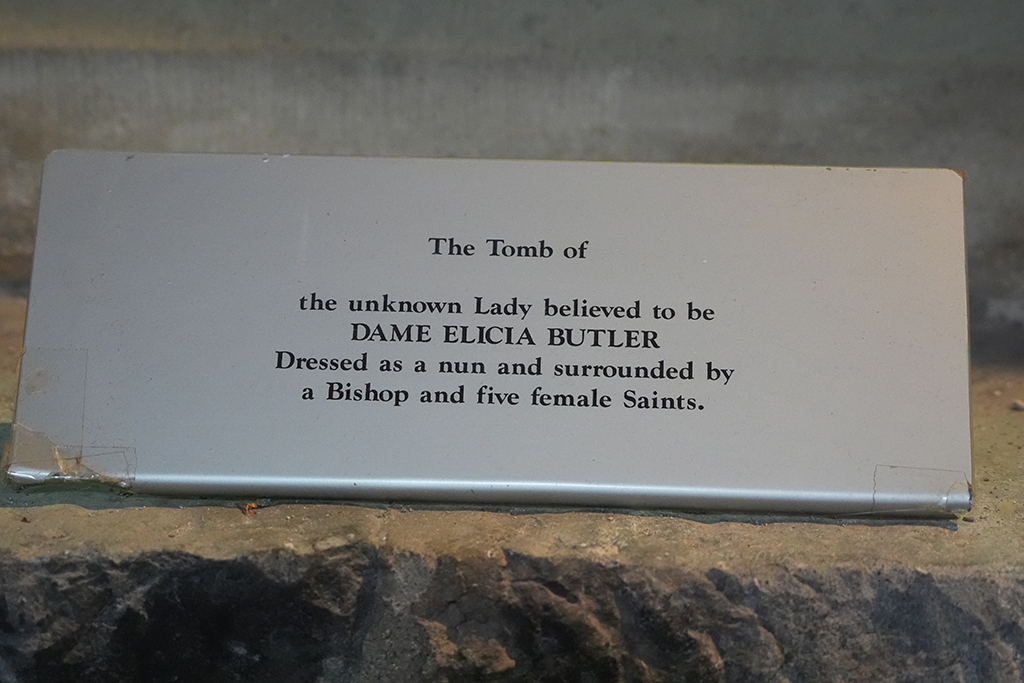 The Tomb of
the unknown Lady believed to be
DAME ELICIA BUTLER
Dressed as a nun and surrounded by
a Bishop and five female Saints.